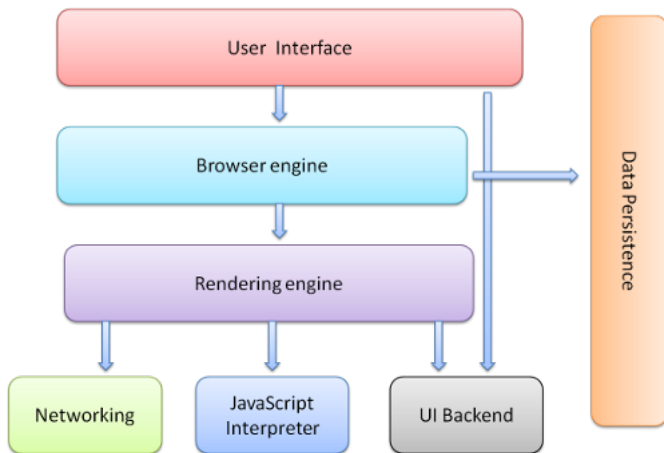 User Interface
Browser engine
Data Persistence
Rendering engine
Networking
JavaScript
Interpreter
UI Backend